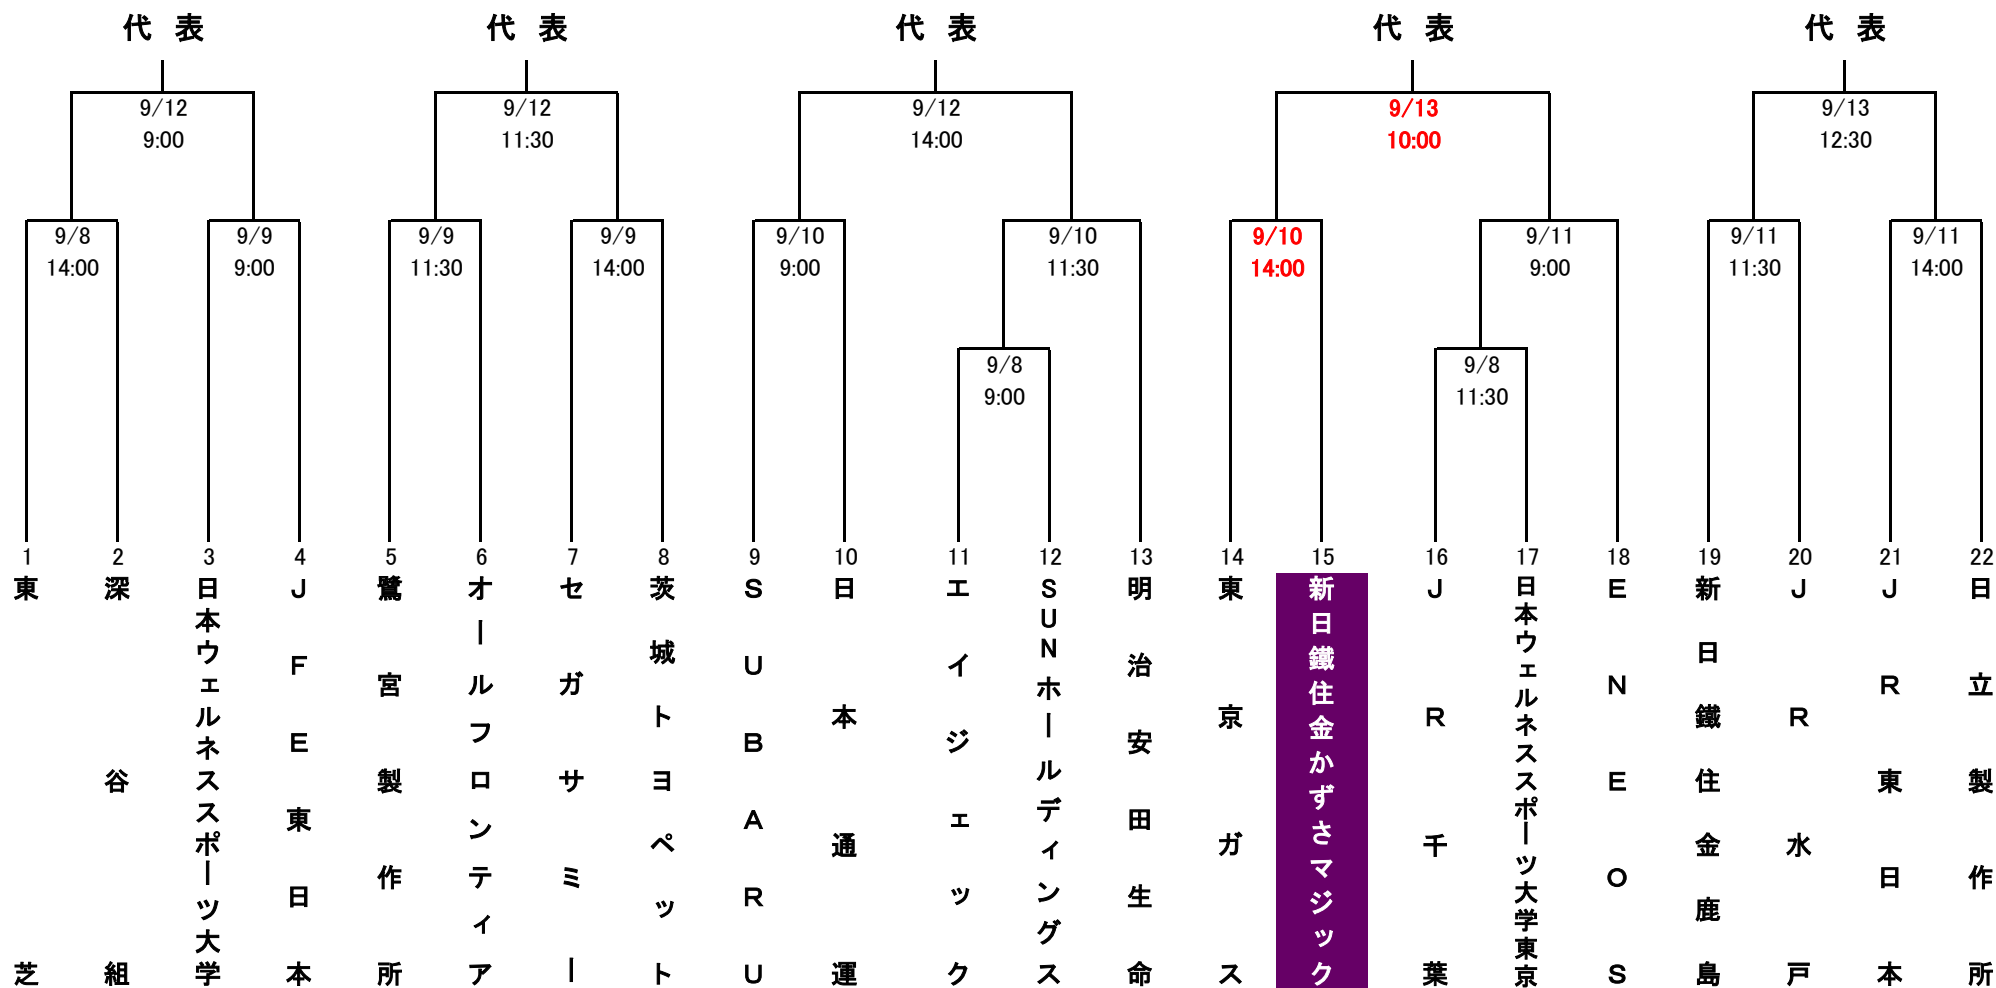 代 表
代 表
代 表
代 表
代 表
9/12
9:00
9/12
11:30
9/12
14:00
9/13
10:00
9/13
12:30
9/8
14:00
9/9
9:00
9/9
11:30
9/9
14:00
9/10
9:00
9/10
11:30
9/10
14:00
9/11
9:00
9/11
11:30
9/11
14:00
9/8
9:00
9/8
11:30
1
東芝
2
深谷組
3
日本ウェルネススポーツ大学
4
JFE東日本
5
鷺宮製作所
6
オールフロンティア
7
セガサミー
8
茨城トヨペット
9
SUBARU
10
日本通運
11
エイジェック
12
SUNホールディングス
13
明治安田生命
14
東京ガス
15
新日鐵住金かずさマジック
16
JR千葉
17
日本ウェルネススポーツ大学東京
18
ENEOS
19
新日鐵住金鹿島
20
JR水戸
21
JR東日本
22
日立製作所